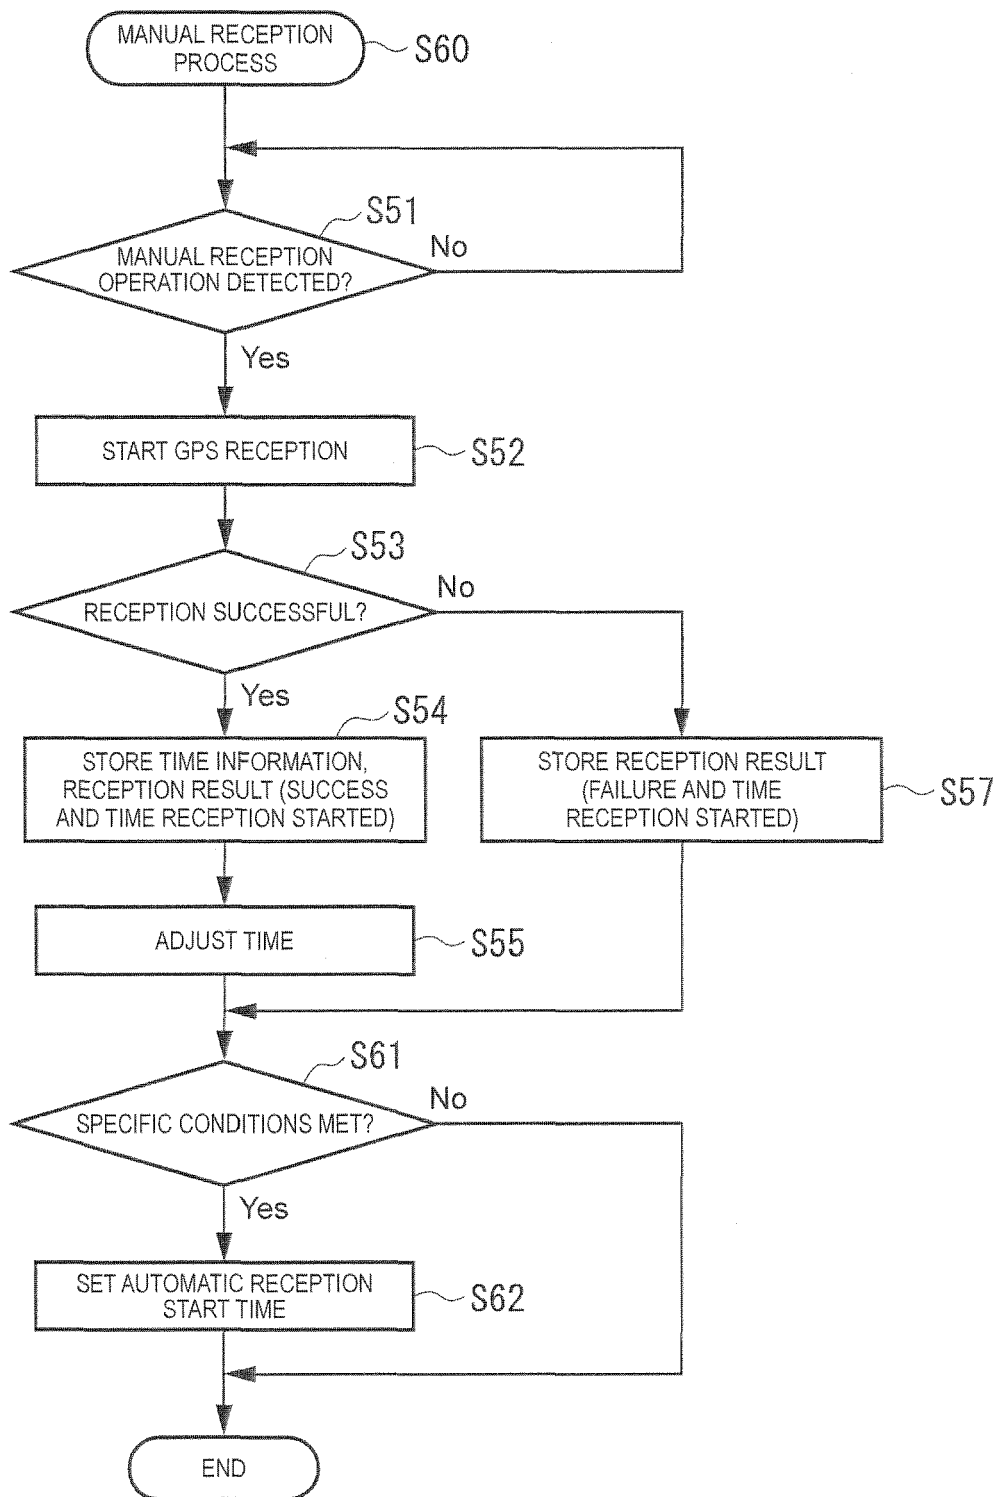 MANUAL RECEPTION
PROCESS
S60
S51
MANUAL RECEPTION
OPERATION DETECTED?
No
Yes
START GPS RECEPTION
S52
S53
RECEPTION SUCCESSFUL?
No
Yes
S54
STORE TIME INFORMATION,
RECEPTION RESULT (SUCCESS
AND TIME RECEPTION STARTED)
STORE RECEPTION RESULT
(FAILURE AND TIME
RECEPTION STARTED)
S57
ADJUST TIME
S55
S61
SPECIFIC CONDITIONS MET?
No
Yes
SET AUTOMATIC RECEPTION
START TIME
S62
END